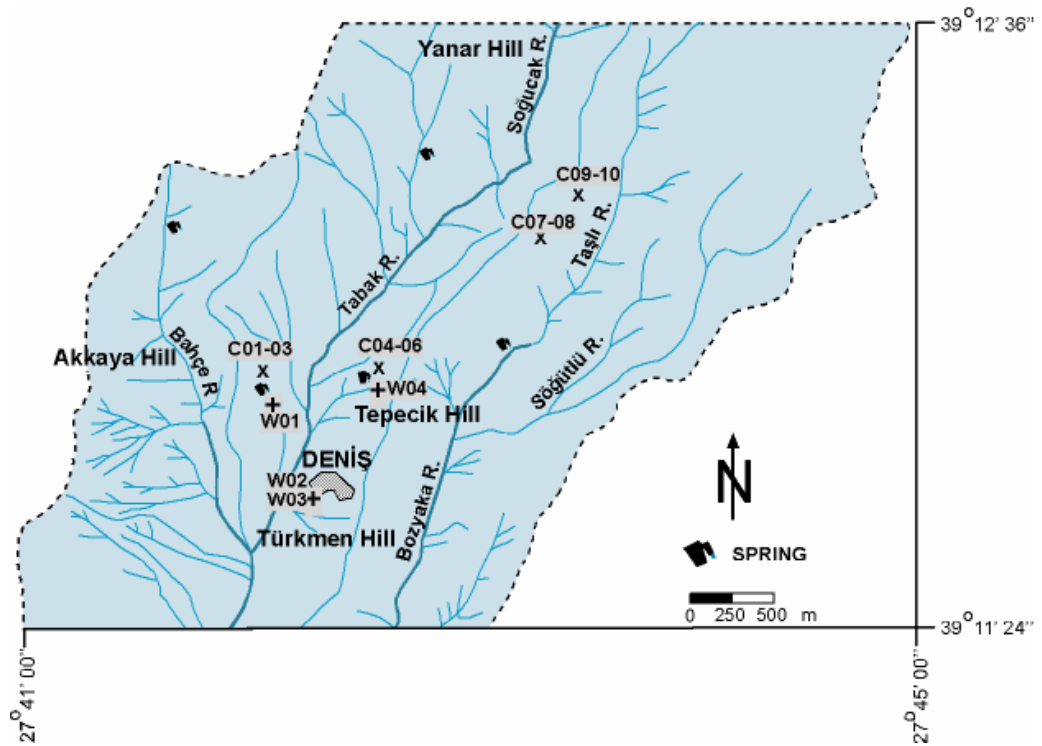 39° 12' 36"
Yanar Hill
Soğucak R.
C09-10
x
C07-08
x
Taşlı R.
Tabak R.
Akkaya Hill
Bahçe R
C01-03
x
C04-06
x
Söğütlü R.
+W04
+
W01
Tepecik Hill
DENİŞ
W02
W03+
Bozyaka R.
Türkmen Hill
N
SPRING
0 250 500 m
39° 11' 24"
27° 41' 00"
27° 45' 00"